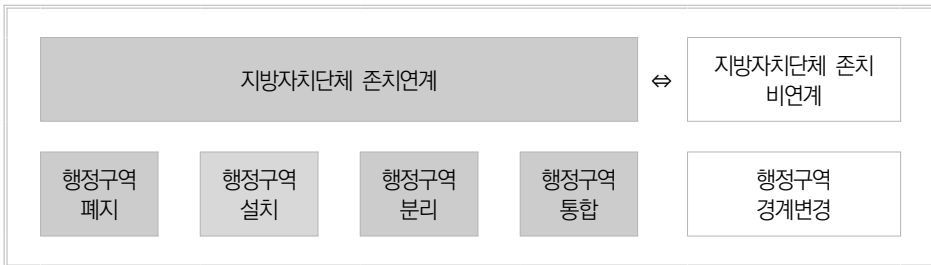 지방자치단체 존치연계
⇔
지방자치단체 존치
비연계
행정구역
폐지
행정구역
설치
행정구역
분리
행정구역
통합
행정구역
경계변경